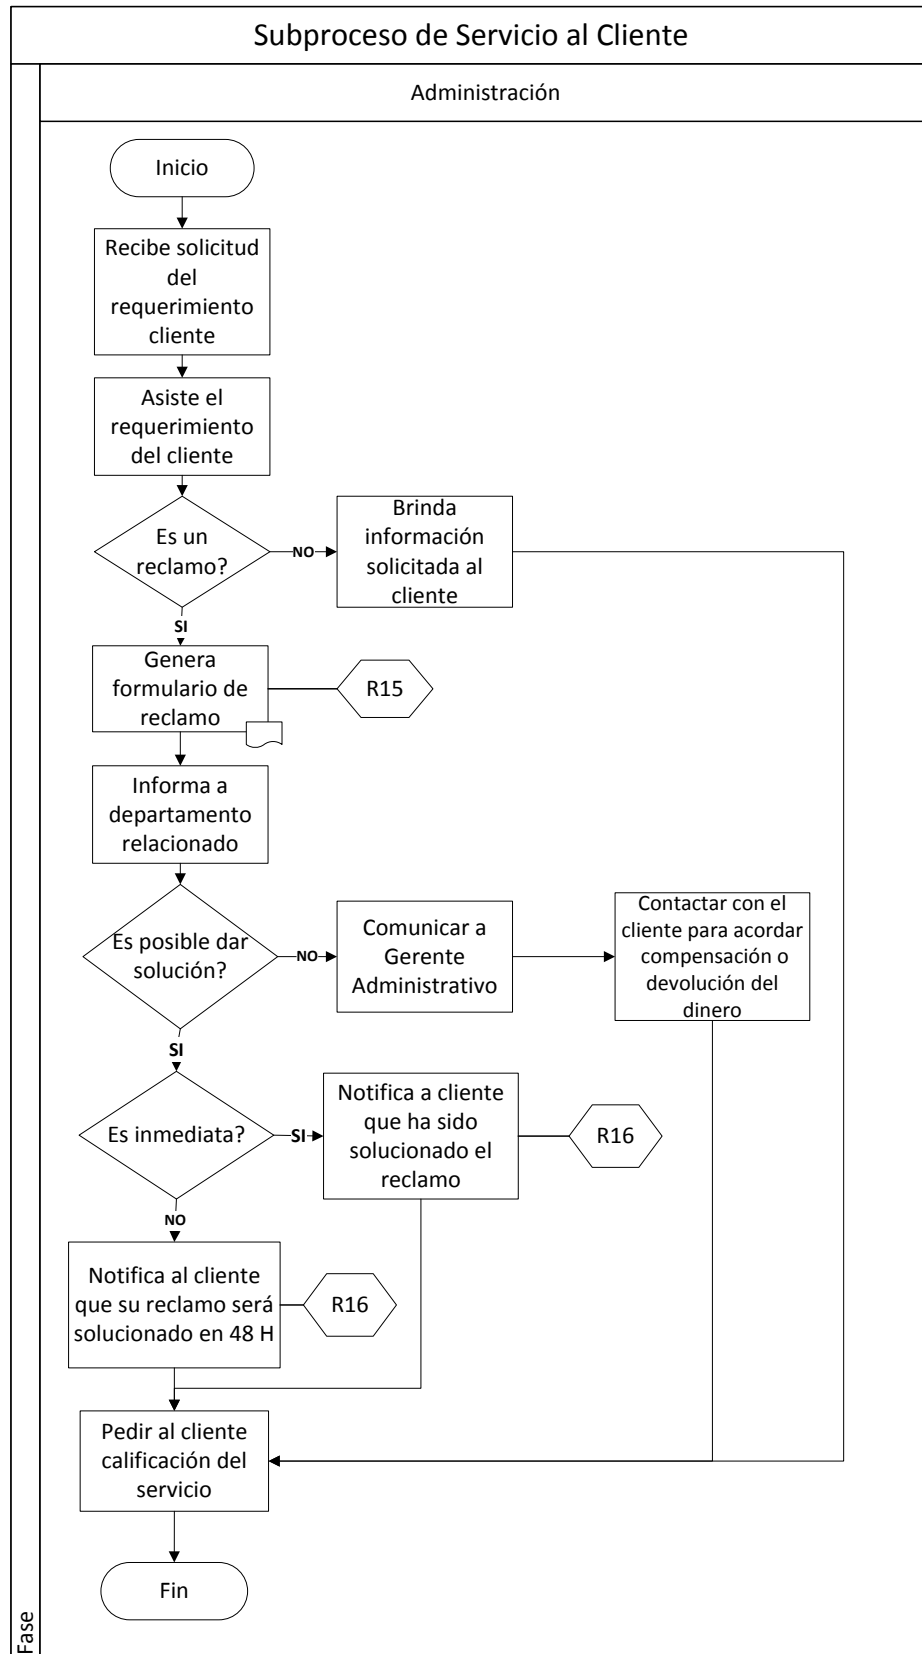 Subproceso de Servicio al Cliente
Administración
Inicio
Recibe solicitud
del
requerimiento
cliente
Asiste el
requerimiento
del cliente
Es un
reclamo?
NO
Brinda
información
solicitada al
cliente
SI
Genera
formulario de
reclamo
R15
Informa a
departamento
relacionado
Es posible dar
solución?
NO
Comunicar a
Gerente
Administrativo
Contactar con el
cliente para acordar
compensación o
devolución del
dinero
SI
Es inmediata?
SI
Notifica a cliente
que ha sido
solucionado el
reclamo
R16
NO
Notifica al cliente
que su reclamo será
solucionado en 48 H
R16
Pedir al cliente
calificación del
servicio
Fin
Fase